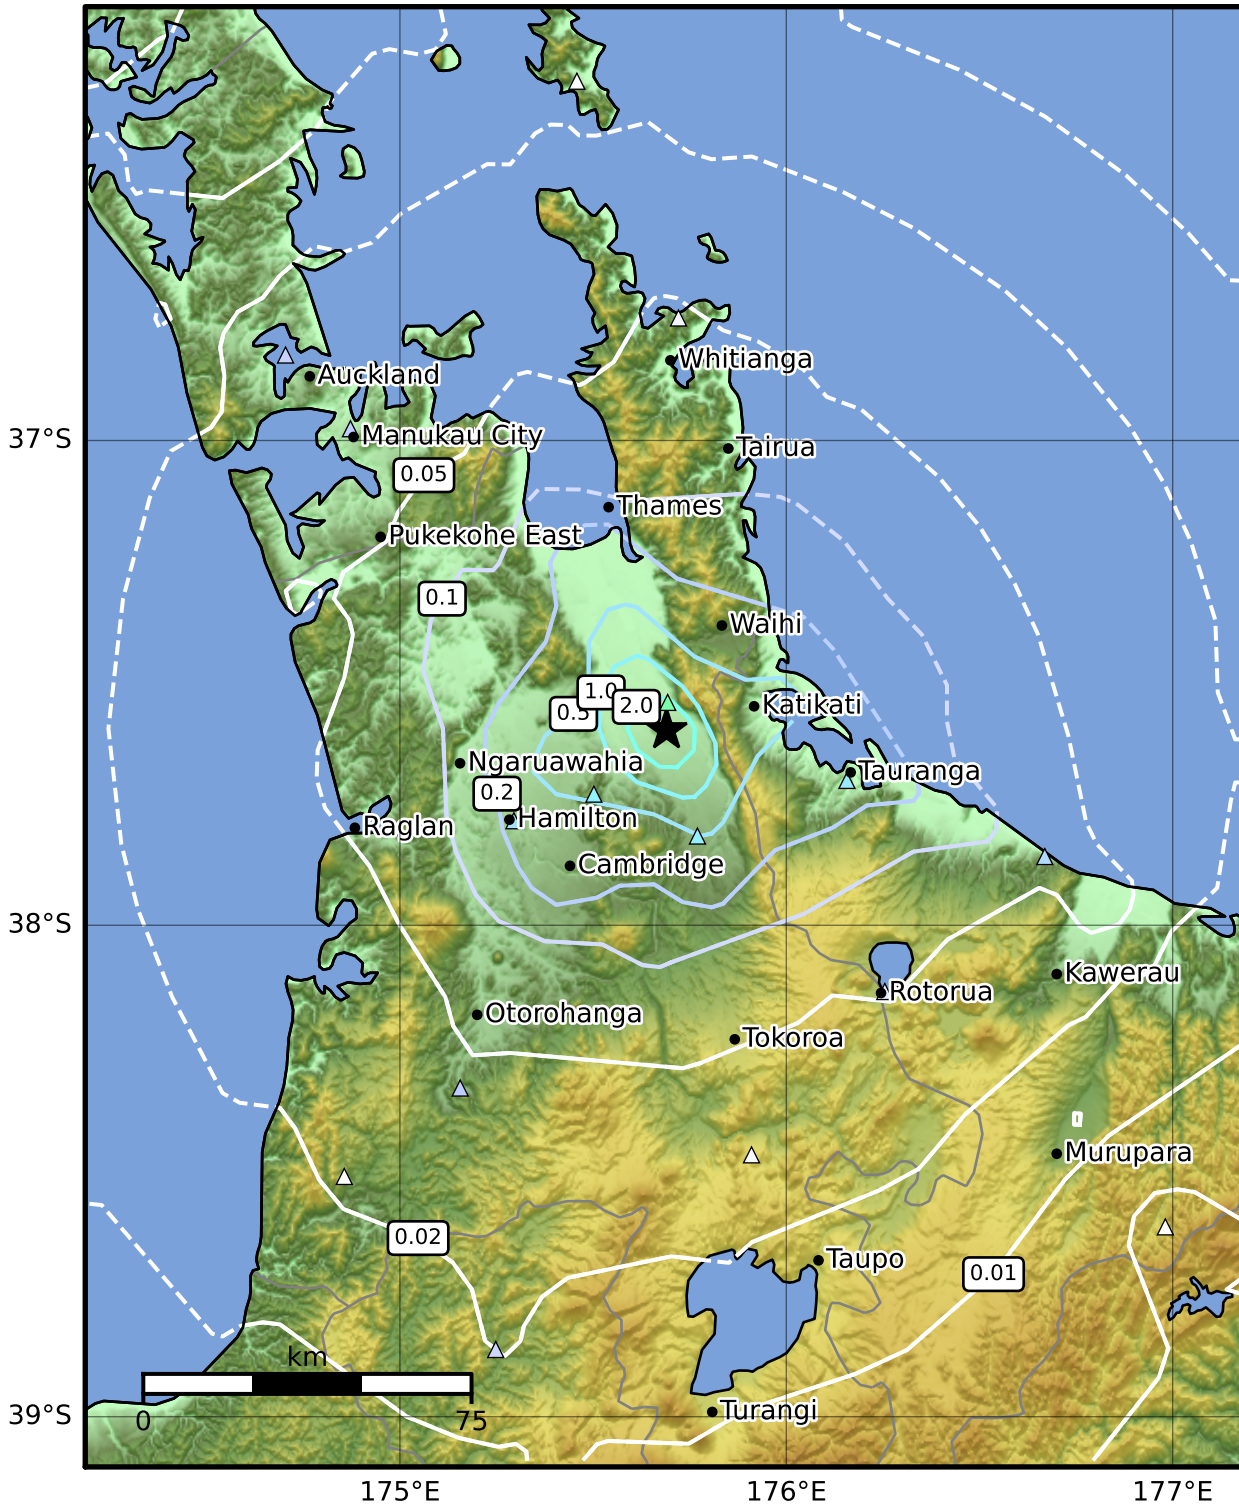 Whitianga
Auckland
Manukau City
37°S
Tairua
0.05
Thames
Pukekohe East
0.1
Waihi
1.0
2.0
0.5
Katikati
Ngaruawahia
Tauranga
0.2
Hamilton
Raglan
Cambridge
38°S
Kawerau
Rotorua
Otorohanga
Tokoroa
Murupara
0.02
Taupo
0.01
km
0
75
39°S
Turangi
175°E
176°E
177°E